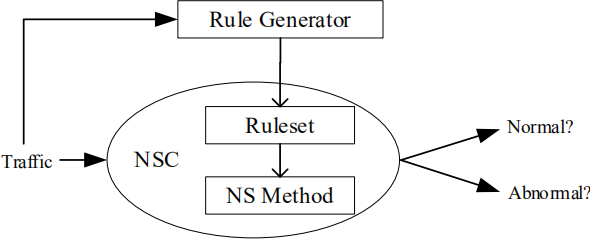 Rule Generator
Ruleset
Normal?
Traffic
NSC
NS Method
Abnormal?